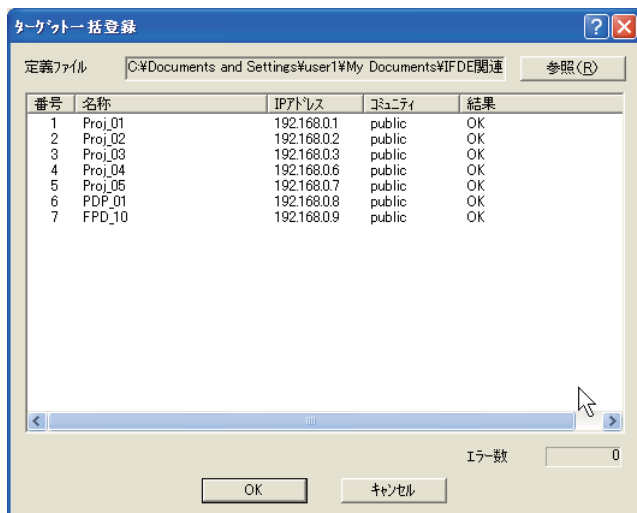 ターゲット一括登録
定義ファイル C:¥Documents and Settings¥user1¥My Documents¥IFDE関連 参照(R)
番号 名称 IPアドレス コミュニティ 結果
1 Proj_01 192.168.0.1 public OK
2 Proj_02 192.168.0.2 public OK
3 Proj_03 192.168.0.3 public OK
4 Proj_04 192.168.0.6 public OK
5 Proj_05 192.168.0.7 public OK
6 PDP_01 192.168.0.8 public OK
7 FPD_10 192.168.0.9 public OK
エラー数 0
OK キャンセル